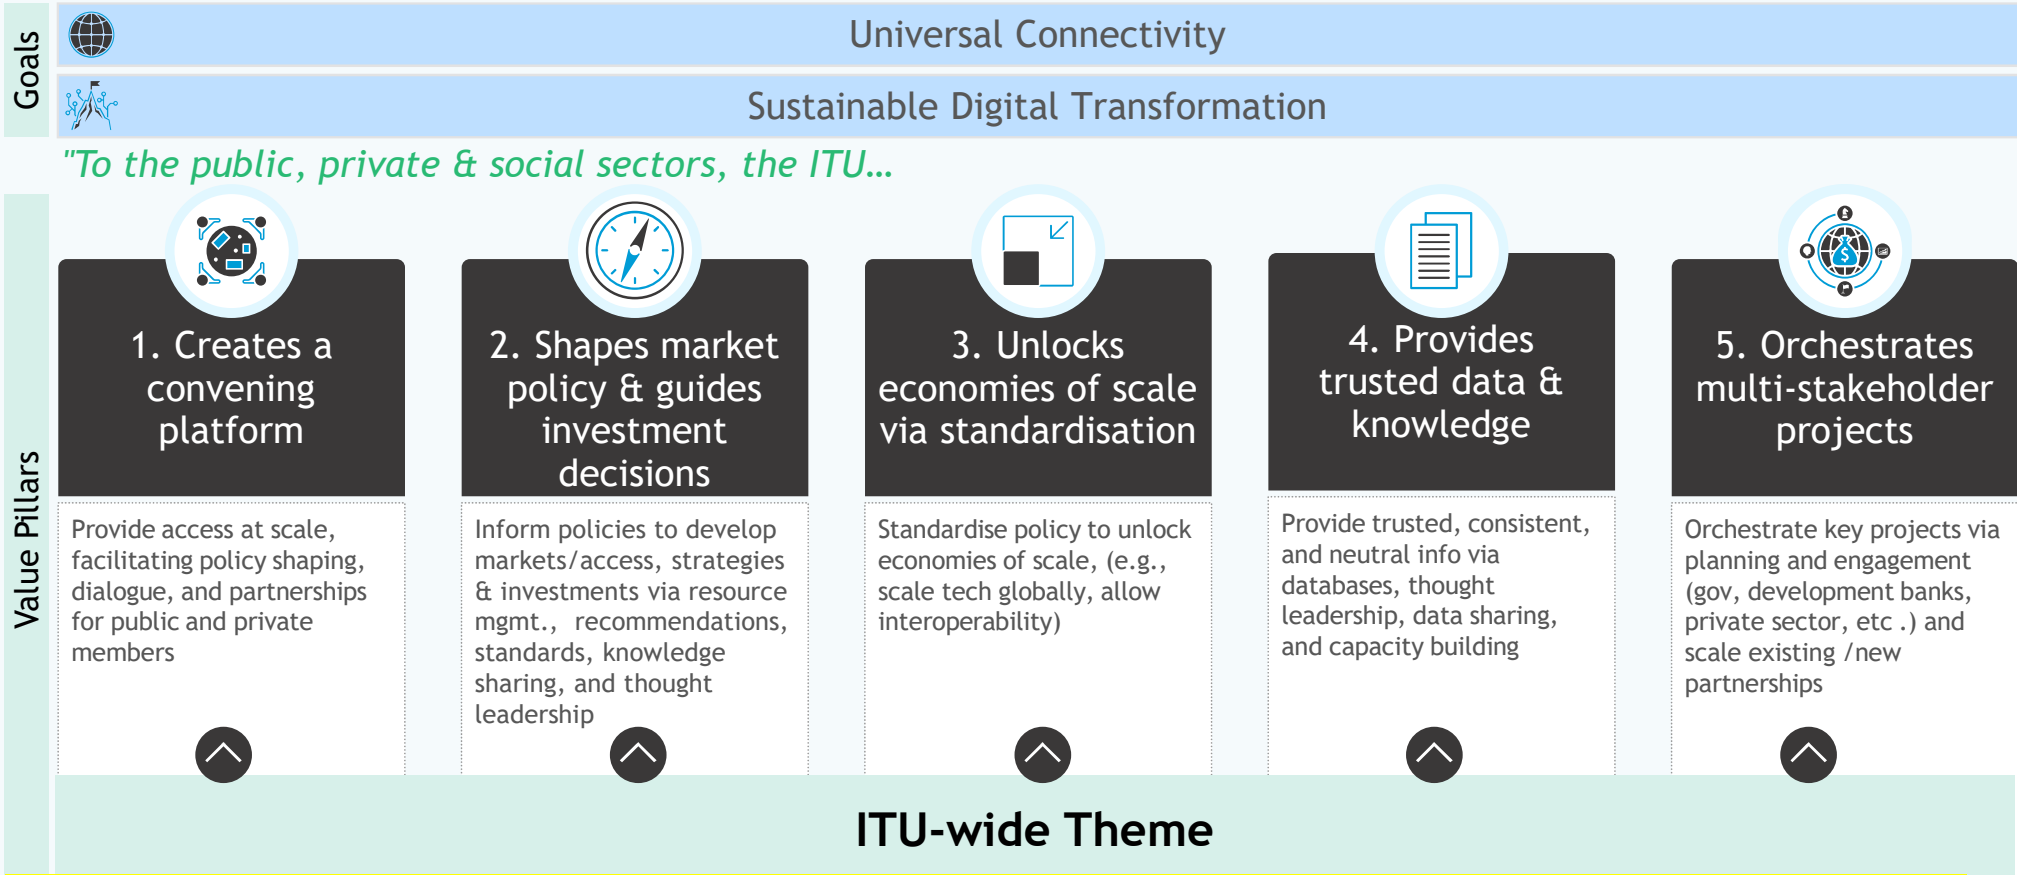 Goals
Universal Connectivity
Sustainable Digital Transformation
"To the public, private & social sectors, the ITU…
Value Pillars
1. Creates a
convening
platform
Provide access at scale,
facilitating policy shaping,
dialogue, and partnerships
for public and private
members
2. Shapes market
policy & guides
investment
decisions
Inform policies to develop
markets/access, strategies
& investments via resource
mgmt., recommendations,
standards, knowledge
sharing, and thought
leadership
3. Unlocks
economies of scale
via standardisation
Standardise policy to unlock
economies of scale, (e.g.,
scale tech globally, allow
interoperability)
4. Provides
trusted data &
knowledge
Provide trusted, consistent,
and neutral info via
databases, thought
leadership, data sharing,
and capacity building
5. Orchestrates
multi-stakeholder
projects
Orchestrate key projects via
planning and engagement
(gov, development banks,
private sector, etc .) and
scale existing /new
partnerships
ITU-wide Theme